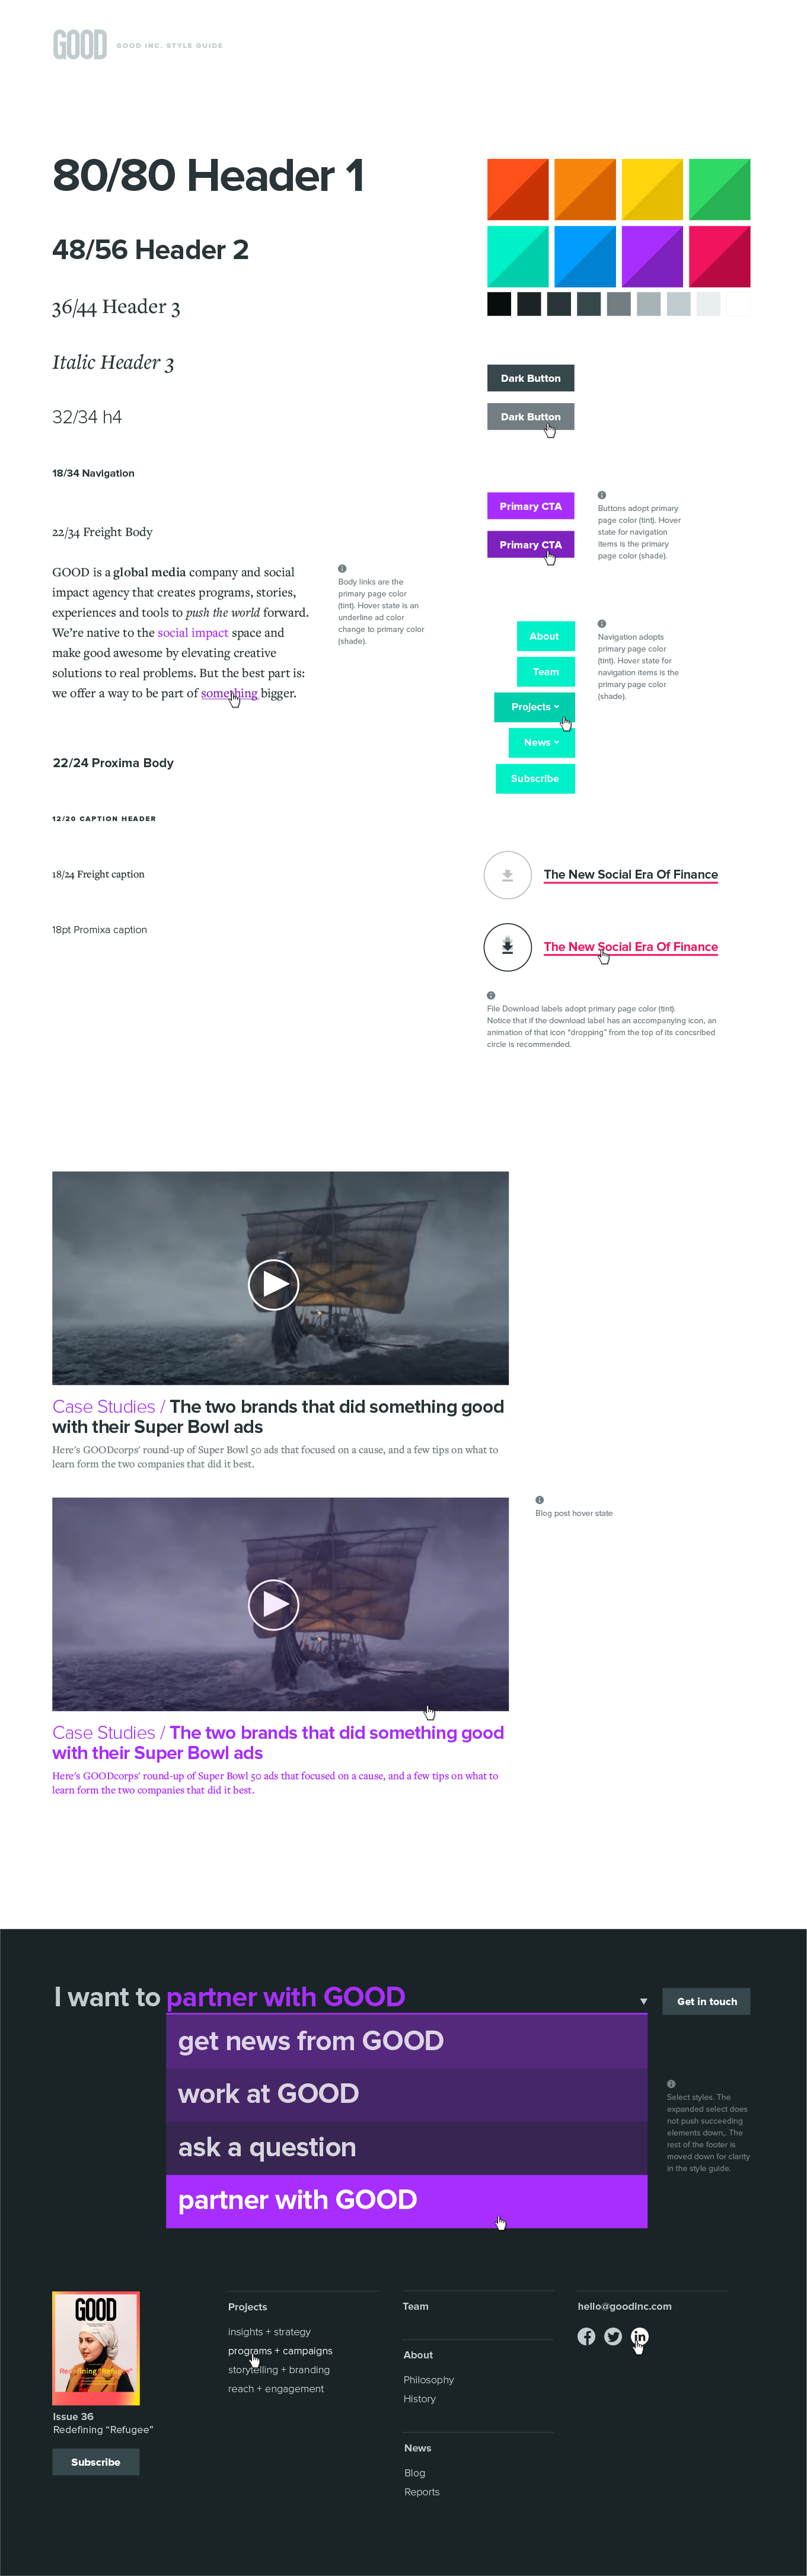 GOOD GOOD INC. STYLE GUIDE
80/80 Header 1
48/56 Header 2
36/44 Header 3
Italic Header 3
32/34 h4
18/34 Navigation
22/34 Freight Body
GOOD is a global media company and social
impact agency that creates programs, stories,
experiences and tools to push the world forward.
We're native to the social impact space and
make good awesome by elevating creative
solutions to real problems. But the best part is:
we offer a way to be part of something bigger.
Body links are the
primary page color
(tint). Hover state is an
underline ad color
change to primary color
(shade).
22/24 Proxima Body
12/20 CAPTION HEADER
18/24 Freight caption
18pt Promixa caption
Dark Button
Dark Button
Primary CTA
Primary CTA
Buttons adopt primary
page color (tint). Hover
state for navigation
items is the primary
page color (shade).
About
Team
Projects
News
Subscribe
Navigation adopts
primary page color
(tint). Hover state for
navigation items is the
primary page color
(shade).
The New Social Era Of Finance
The New Social Era Of Finance
File Download labels adopt primary page color (tint).
Notice that if the download label has an accompanying icon, an
animation of that icon "dropping" from the top of its concsribed
circle is recommended.
Case Studies / The two brands that did something good
with their Super Bowl ads
Here's GOODcorps' round-up of Super Bowl 50 ads that focused on a cause, and a few tips on what to
learn form the two companies that did it best.
Blog post hover state
Case Studies / The two brands that did something good
with their Super Bowl ads
Here's GOODcorps' round-up of Super Bowl 50 ads that focused on a cause, and a few tips on what to
learn form the two companies that did it best.
I want to partner with GOOD
Get in touch
get news from GOOD
work at GOOD
ask a question
partner with GOOD
Select styles. The
expanded select does
not push succeeding
elements down,. The
rest of the footer is
moved down for clarity
in the style guide.
GOOD
Redefining "Refugee"
Issue 36
Redefining "Refugee"
Subscribe
Projects
insights + strategy
programs + campaigns
storytelling + branding
reach + engagement
Team
About
Philosophy
History
News
Blog
Reports
hello@goodinc.com